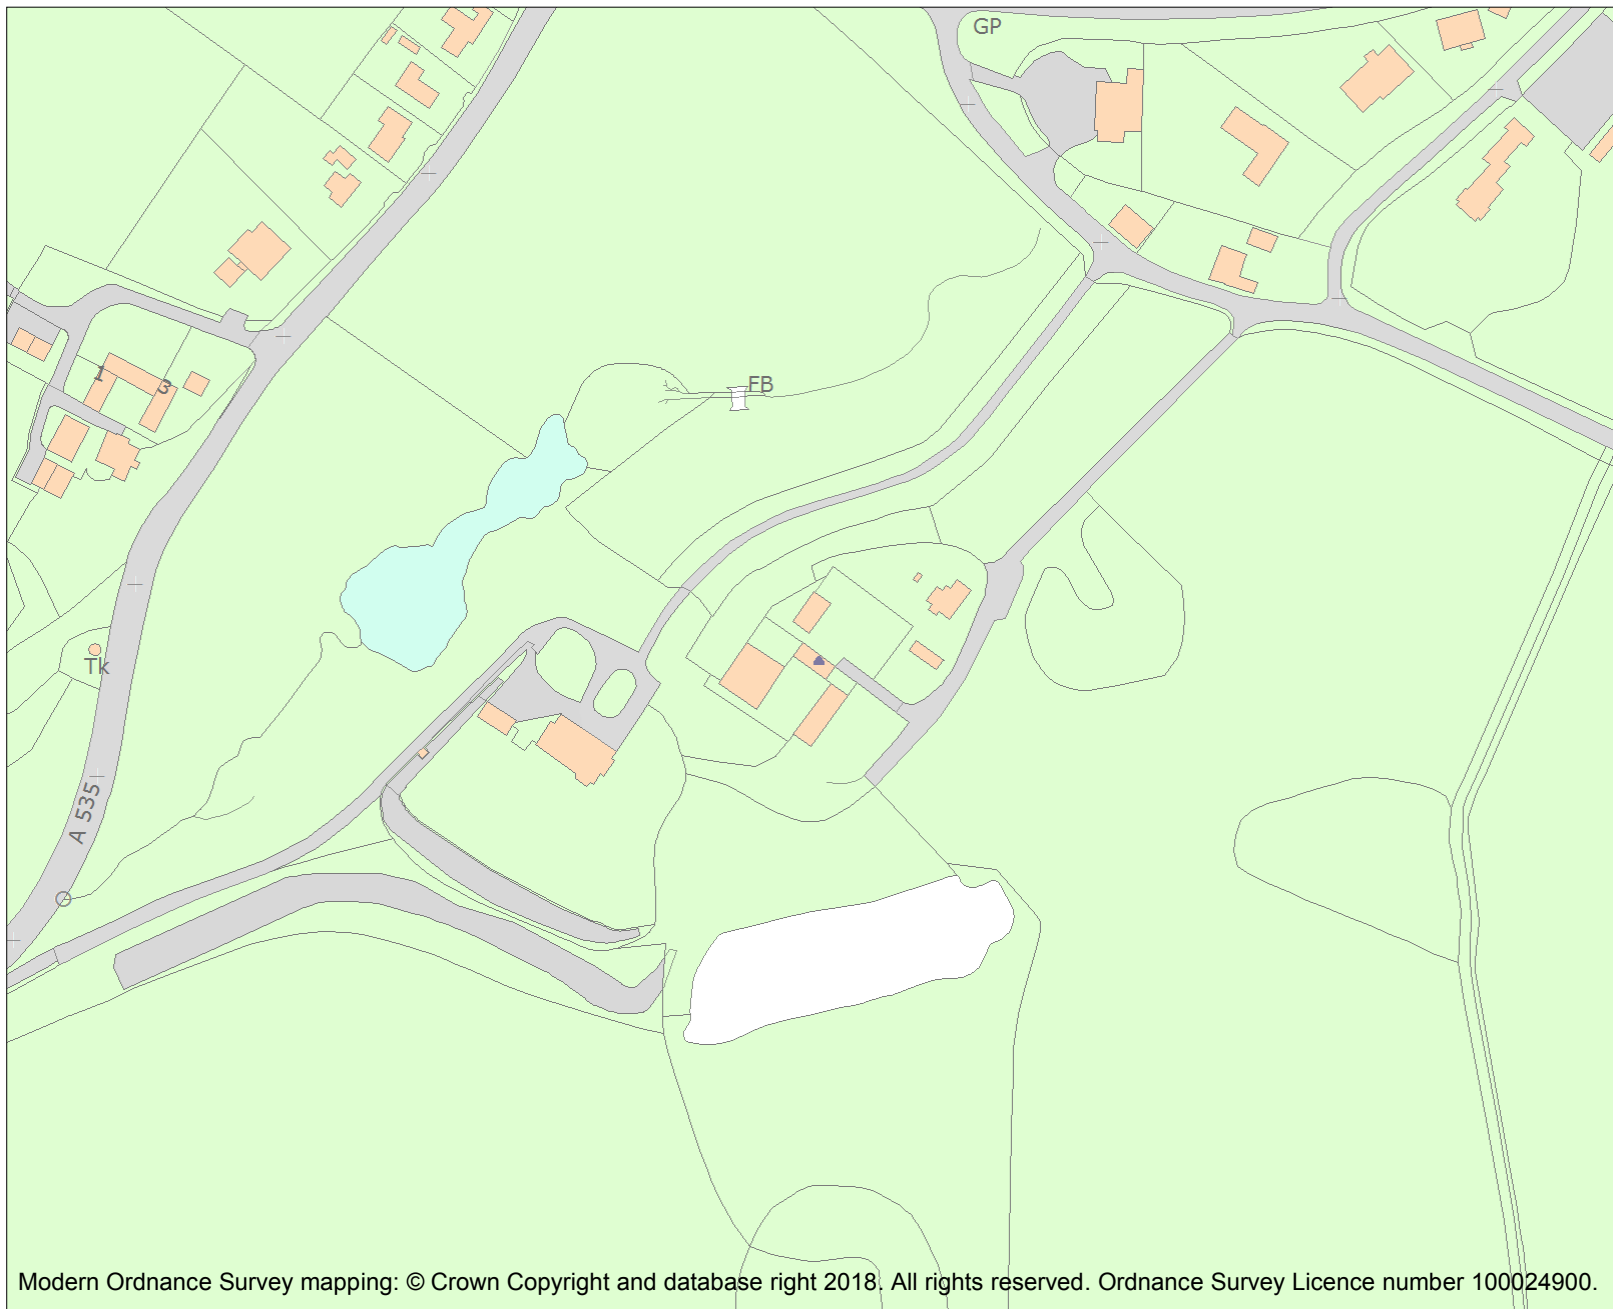 GP
FB
1
3
Tk
A 535
Modern Ordnance Survey mapping: © Crown Copyright and database right 2018. All rights reserved. Ordnance Survey Licence number 100024900.